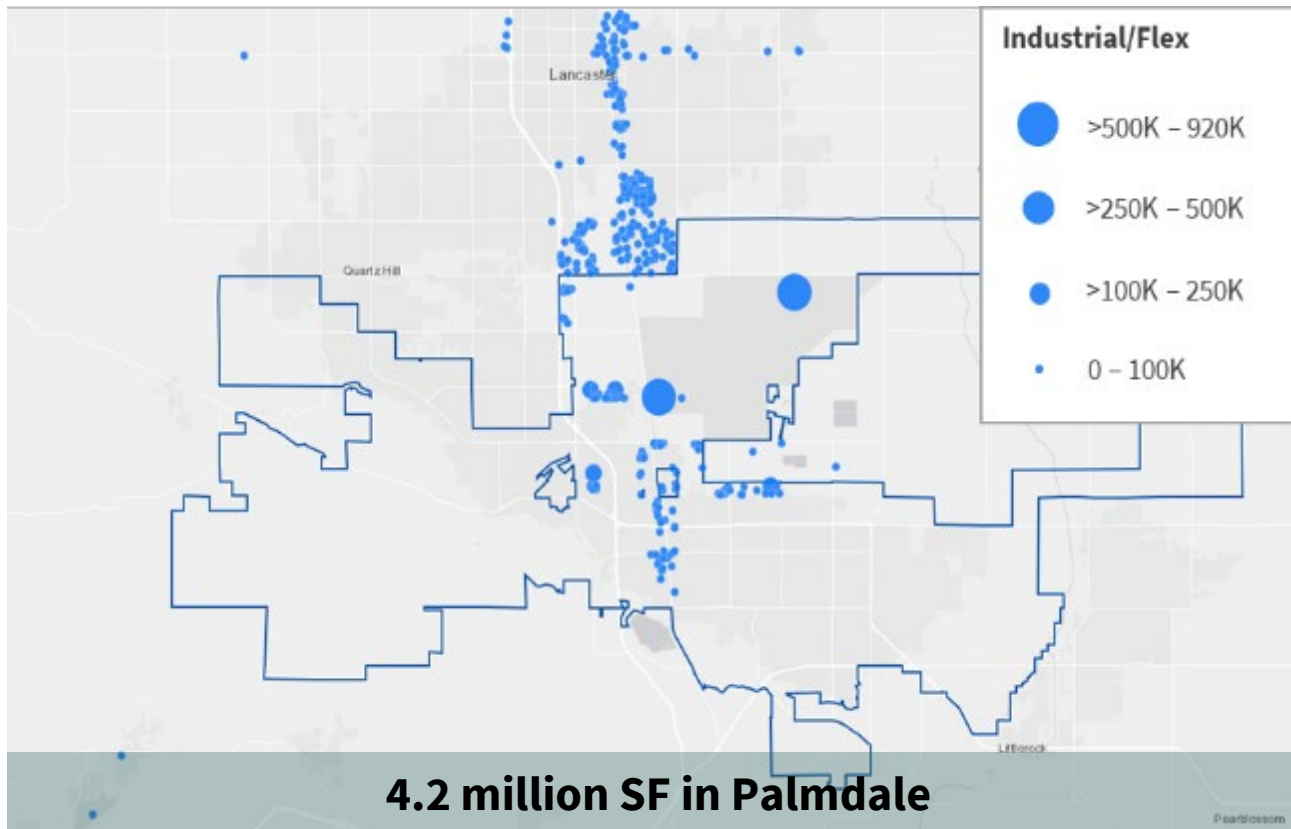 Industrial/Flex
>500K – 920K
>250K – 500K
>100K – 250K
0 – 100K
Lancaster
Quartz Hill
Littlerock
4.2 million SF in Palmdale
Pearblossom